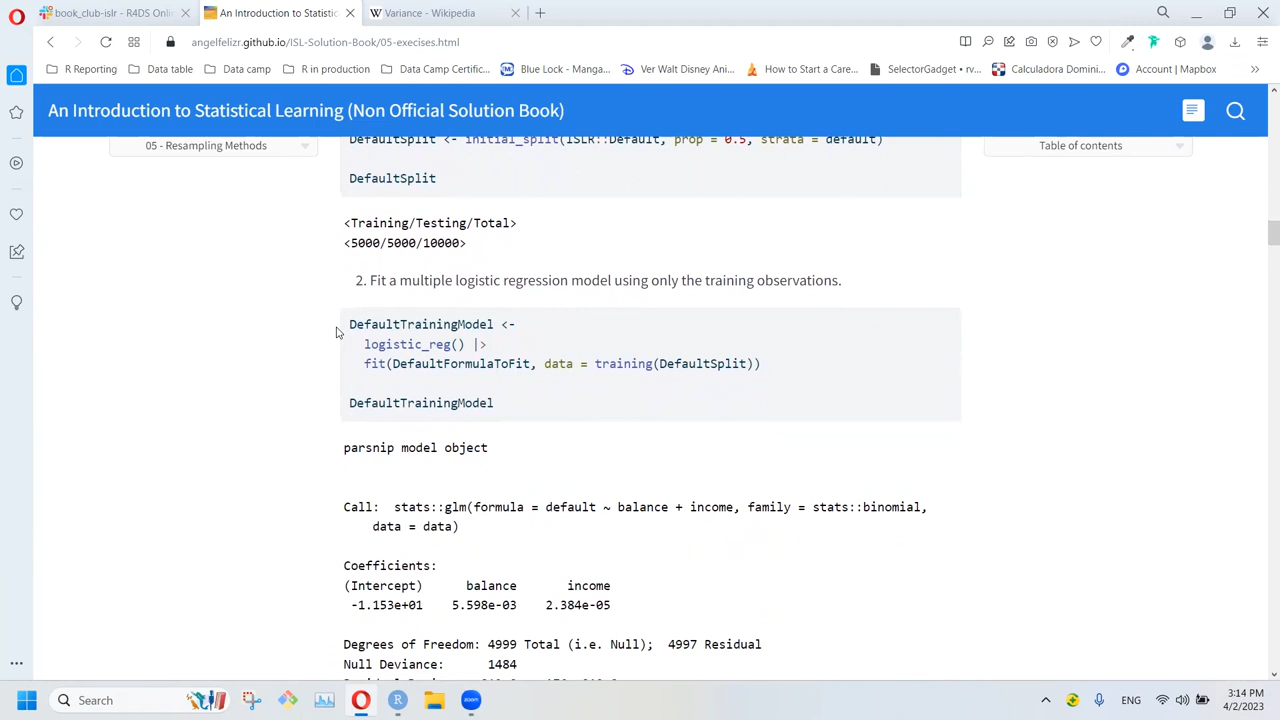 book_club-islr - R4DS Onli
An Introduction to Statistic
Variance - Wikipedia
angelfelizr.github.io/ISL-Solution-Book/05-execises.html
R Reporting
Data table
Data camp
R in production
Data Camp Certific...
Blue Lock - Manga...
Ver Walt Disney Ani...
How to Start a Care...
SelectorGadget • rv...
Calculadora Domini...
Account | Mapbox
An Introduction to Statistical Learning (Non Official Solution Book)
05 - Resampling Methods
Table of contents
DefaultSplit <- initial_split(ISLR::Default, prop = 0.5, strata = default)
DefaultSplit
<Training/Testing/Total>
<5000/5000/10000>
2. Fit a multiple logistic regression model using only the training observations.
DefaultTrainingModel <-
logistic_reg() |>
fit(DefaultFormulaToFit, data = training(DefaultSplit))
DefaultTrainingModel
parsnip model object
Call: stats::glm(formula = default ~ balance + income, family = stats::binomial,
data = data)
Coefficients:
(Intercept) balance income
-1.153e+01 5.598e-03 2.384e-05
Degrees of Freedom: 4999 Total (i.e. Null); 4997 Residual
Null Deviance: 1484
Search
zoom
ENG
3:14 PM
4/2/2023